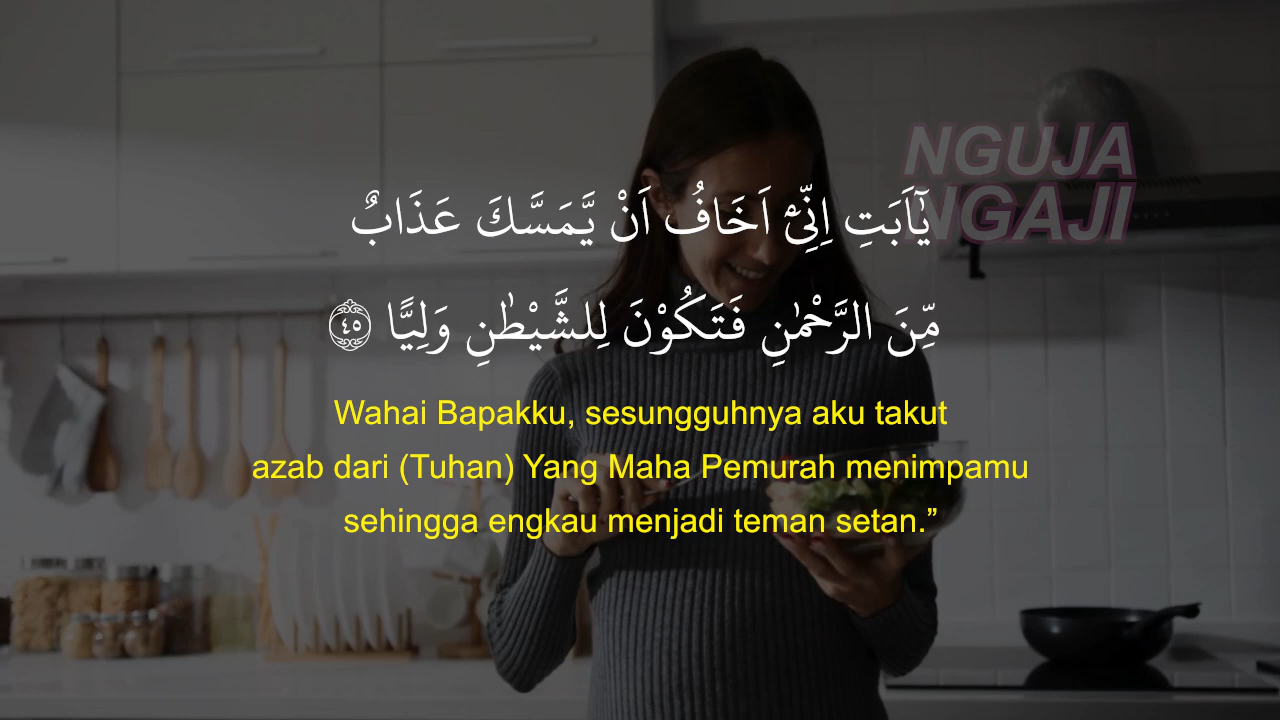 NGUJA
NGAJI
يٰٓاَبَتِ اِنِّيْٓ اَخَافُ اَنْ يَّمَسَّكَ عَذَابٌ
مِّنَ الرَّحْمٰنِ فَتَكُوْنَ لِلشَّيْطٰنِ وَلِيًّا ٤٥
Wahai Bapakku, sesungguhnya aku takut
azab dari (Tuhan) Yang Maha Pemurah menimpamu
sehingga engkau menjadi teman setan.”